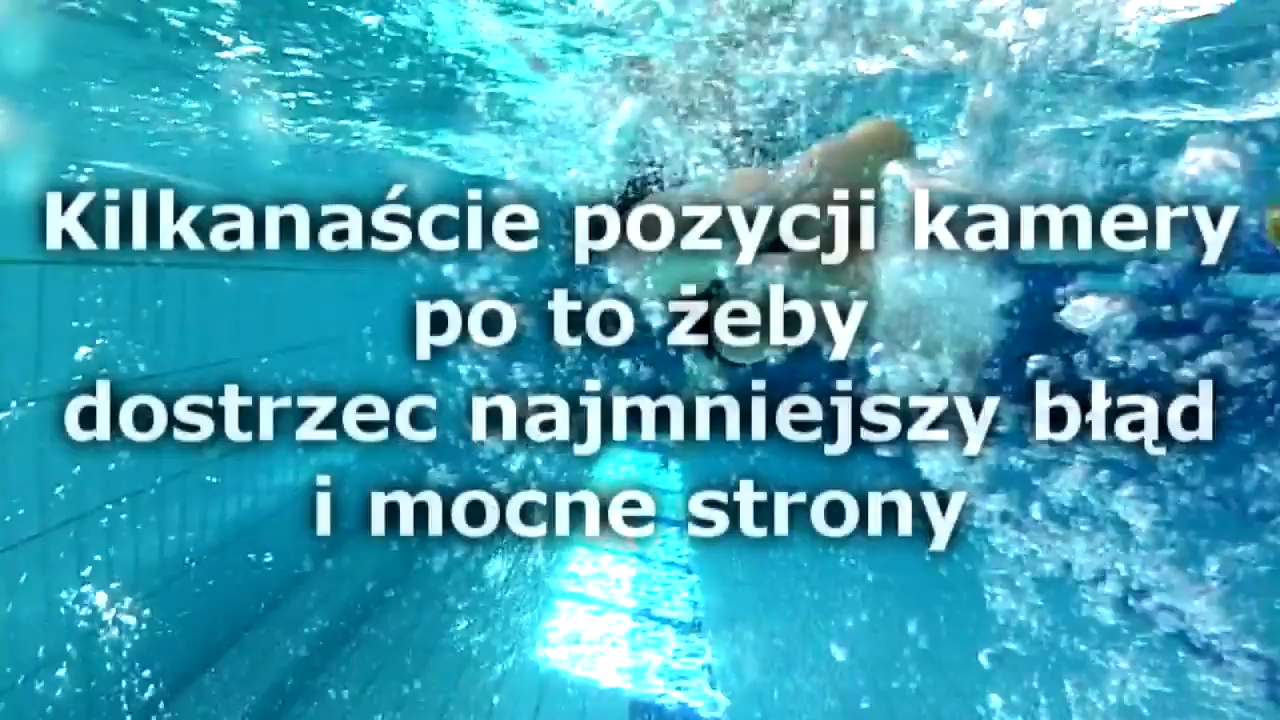 Kilkanaście pozycji kamery
po to żeby
dostrzec najmniejszy błąd
i mocne strony